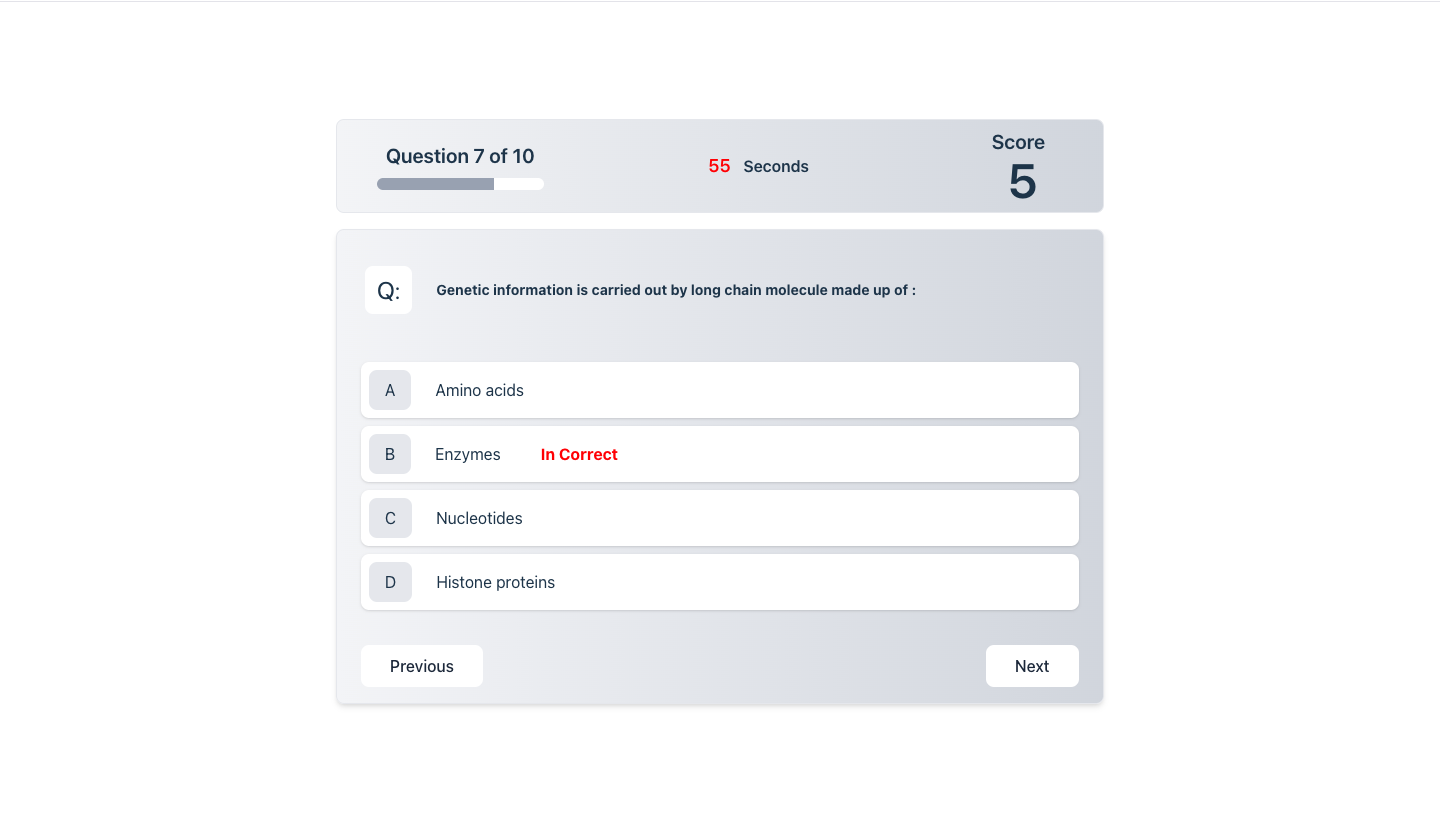 Question 7 of 10
55 Seconds
Score
5
Q: Genetic information is carried out by long chain molecule made up of :
A Amino acids
B Enzymes In Correct
C Nucleotides
D Histone proteins
Previous Next